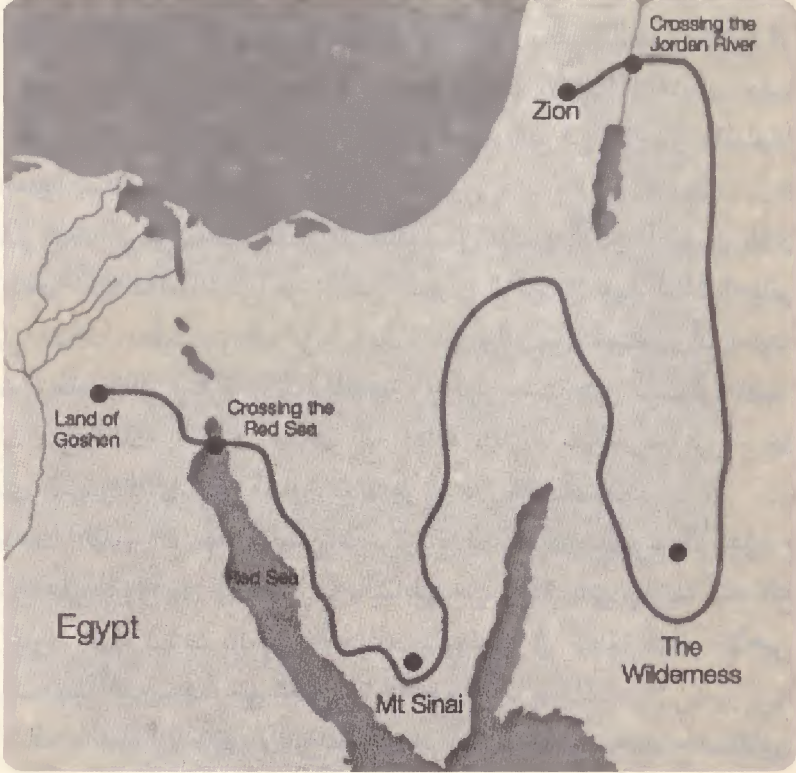 Crossing the
Jordan River
Zion
Land of
Goshen
Crossing the
Red Sea
Red Sea
Egypt
Mt Sinai
The
Wilderness